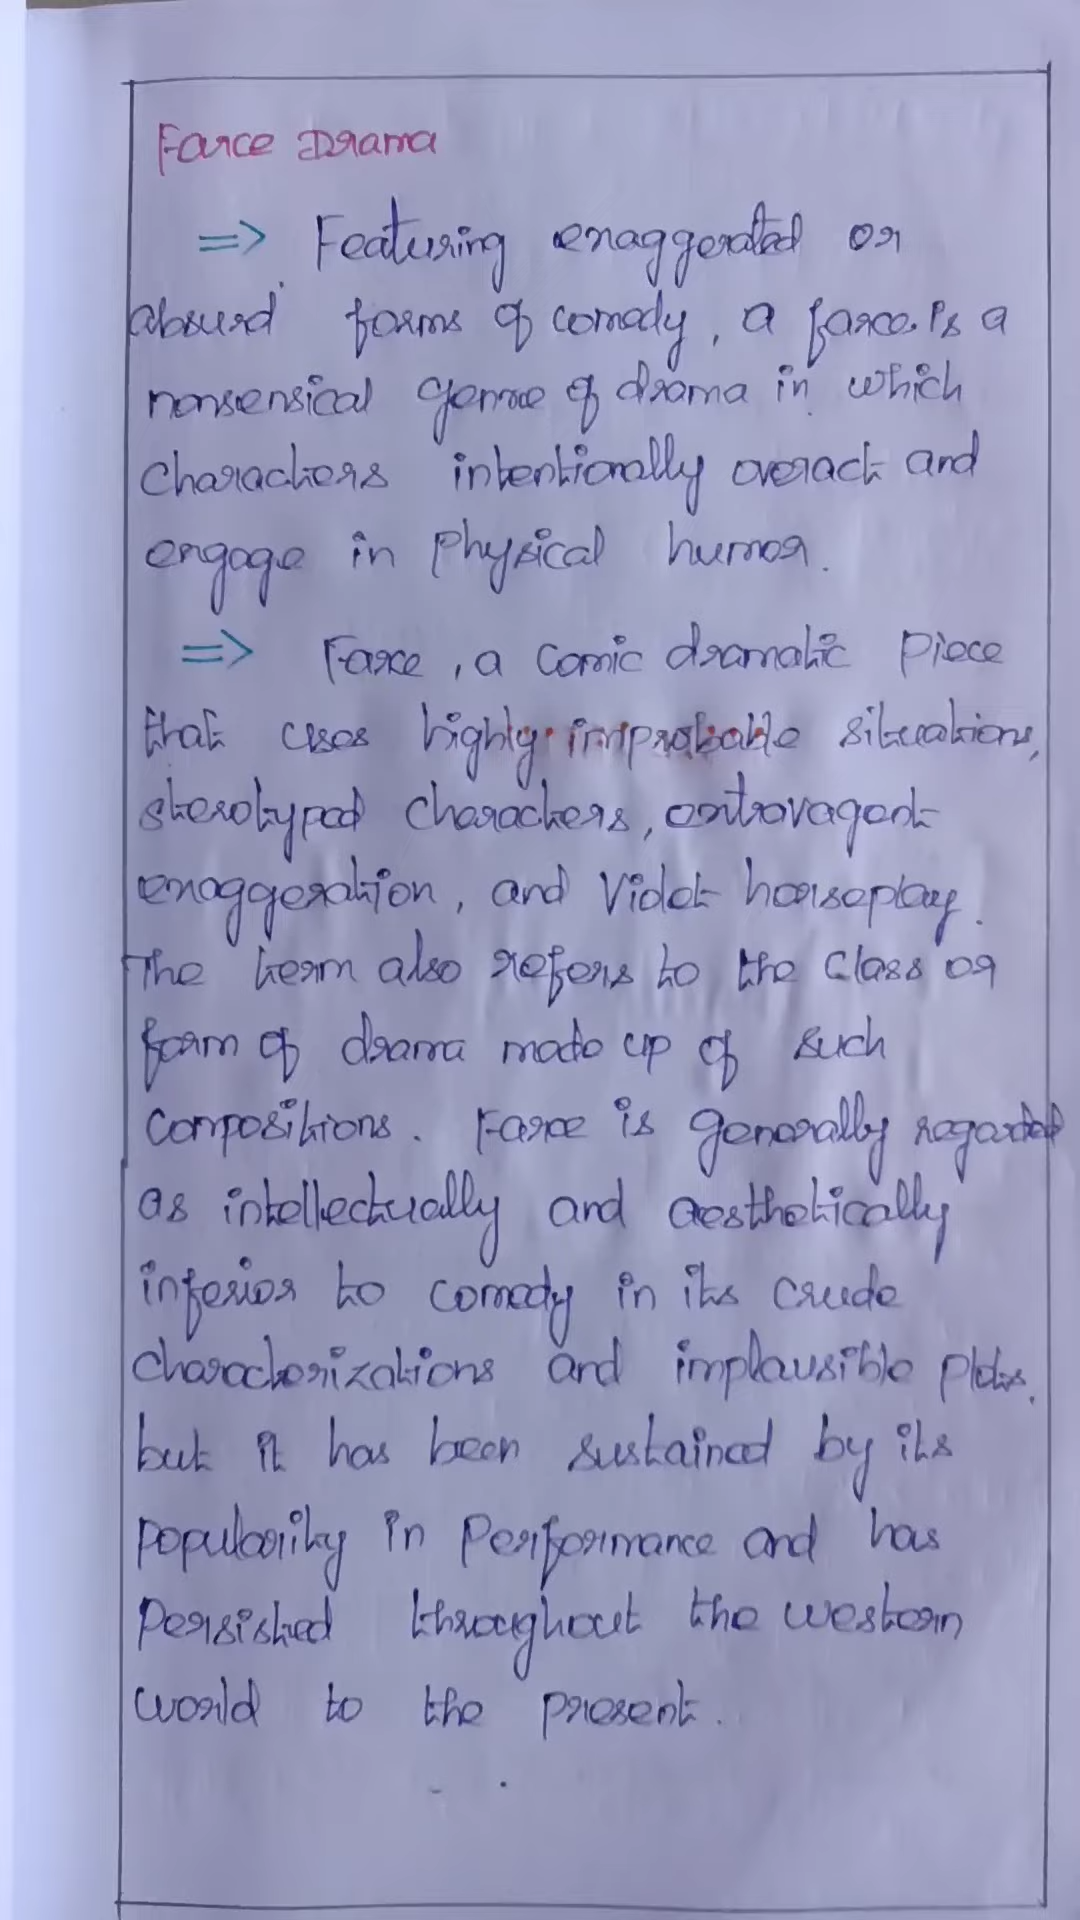 Farce Drama
=> Featuring exaggerated or
absurd forms of comedy, a farce is a
nonsensical genre of drama in which
characters intentionally overact and
engage in physical humor.
=> Farce, a comic dramatic piece
that uses highly improbable situations,
sterotyped characters, extravagant
exaggeration, and violet horseplay.
The term also refers to the class or
form of drama made up of such
compositions. Farce is generally regarded
as intellectually and aesthetically
inferior to comedy in its crude
characterizations and implausible plots,
but it has been sustained by its
popularity in performance and has
persisted throughout the western
world to the present.